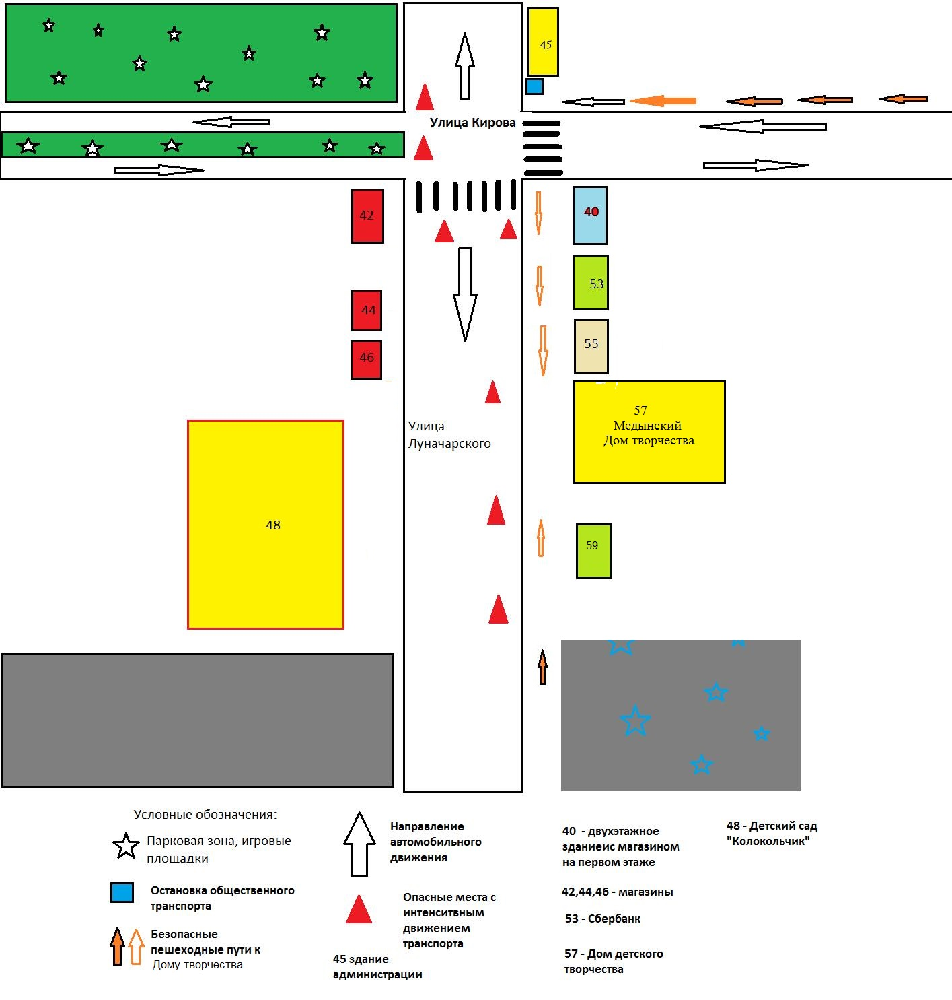 45
Улица Кирова
42
40
53
44
55
46
57
Медынский
Дом творчества
Улица
Луначарского
48
59
Условные обозначения:
Парковая зона, игровые
площадки
Остановка общественного
транспорта
Безопасные
пешеходные пути к
Дому творчества
Направление
автомобильного
движения
Опасные места с
интенситвным
движением
транспорта
45 здание
администрации
40 - двухэтажное
зданиеис магазином
на первом этаже
42,44,46 - магазины
53 - Сбербанк
57 - Дом детского
творчества
48 - Детский сад
"Колокольчик"